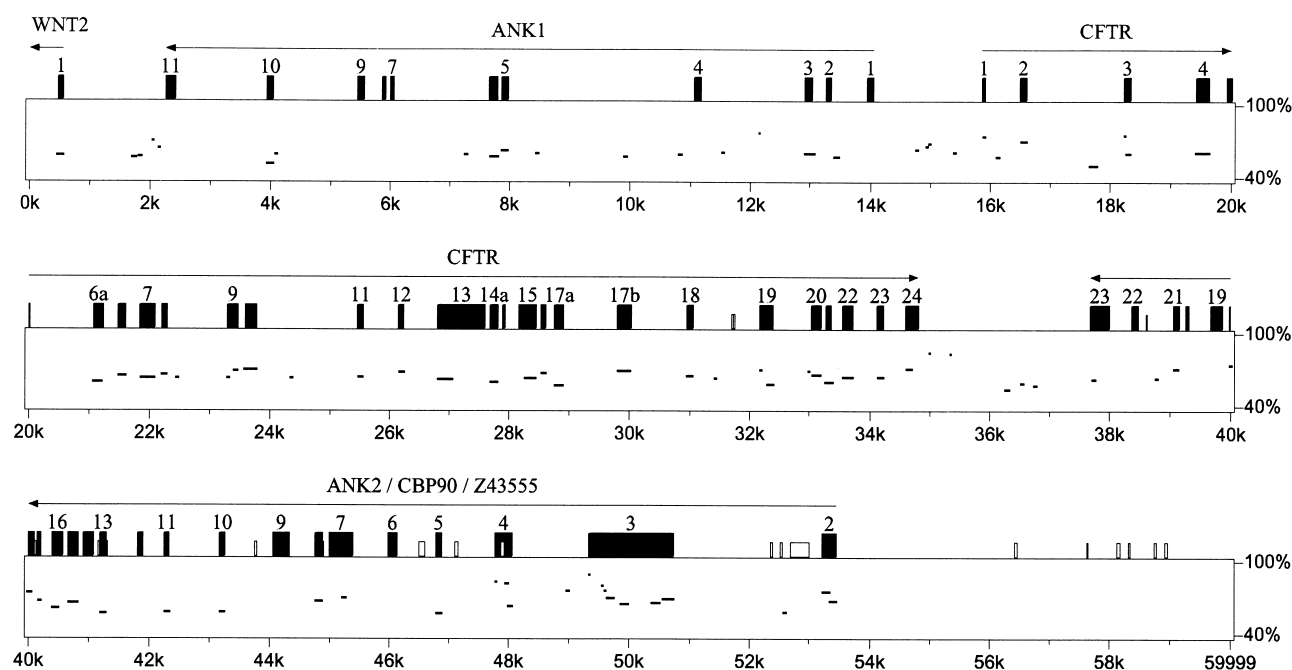 WNT2 ANK1 CFTR
1 11 10 9 7 5 4 3 2 1 1 2 3 4
100%
40%
0k 2k 4k 6k 8k 10k 12k 14k 16k 18k 20k
CFTR
6a 7 9 11 12 13 14a 15 17a 17b 18 19 20 22 23 24 23 22 21 19
100%
40%
20k 22k 24k 26k 28k 30k 32k 34k 36k 38k 40k
ANK2 / CBP90 / Z43555
16 13 11 10 9 7 6 5 4 3 2
100%
40%
40k 42k 44k 46k 48k 50k 52k 54k 56k 58k 59999